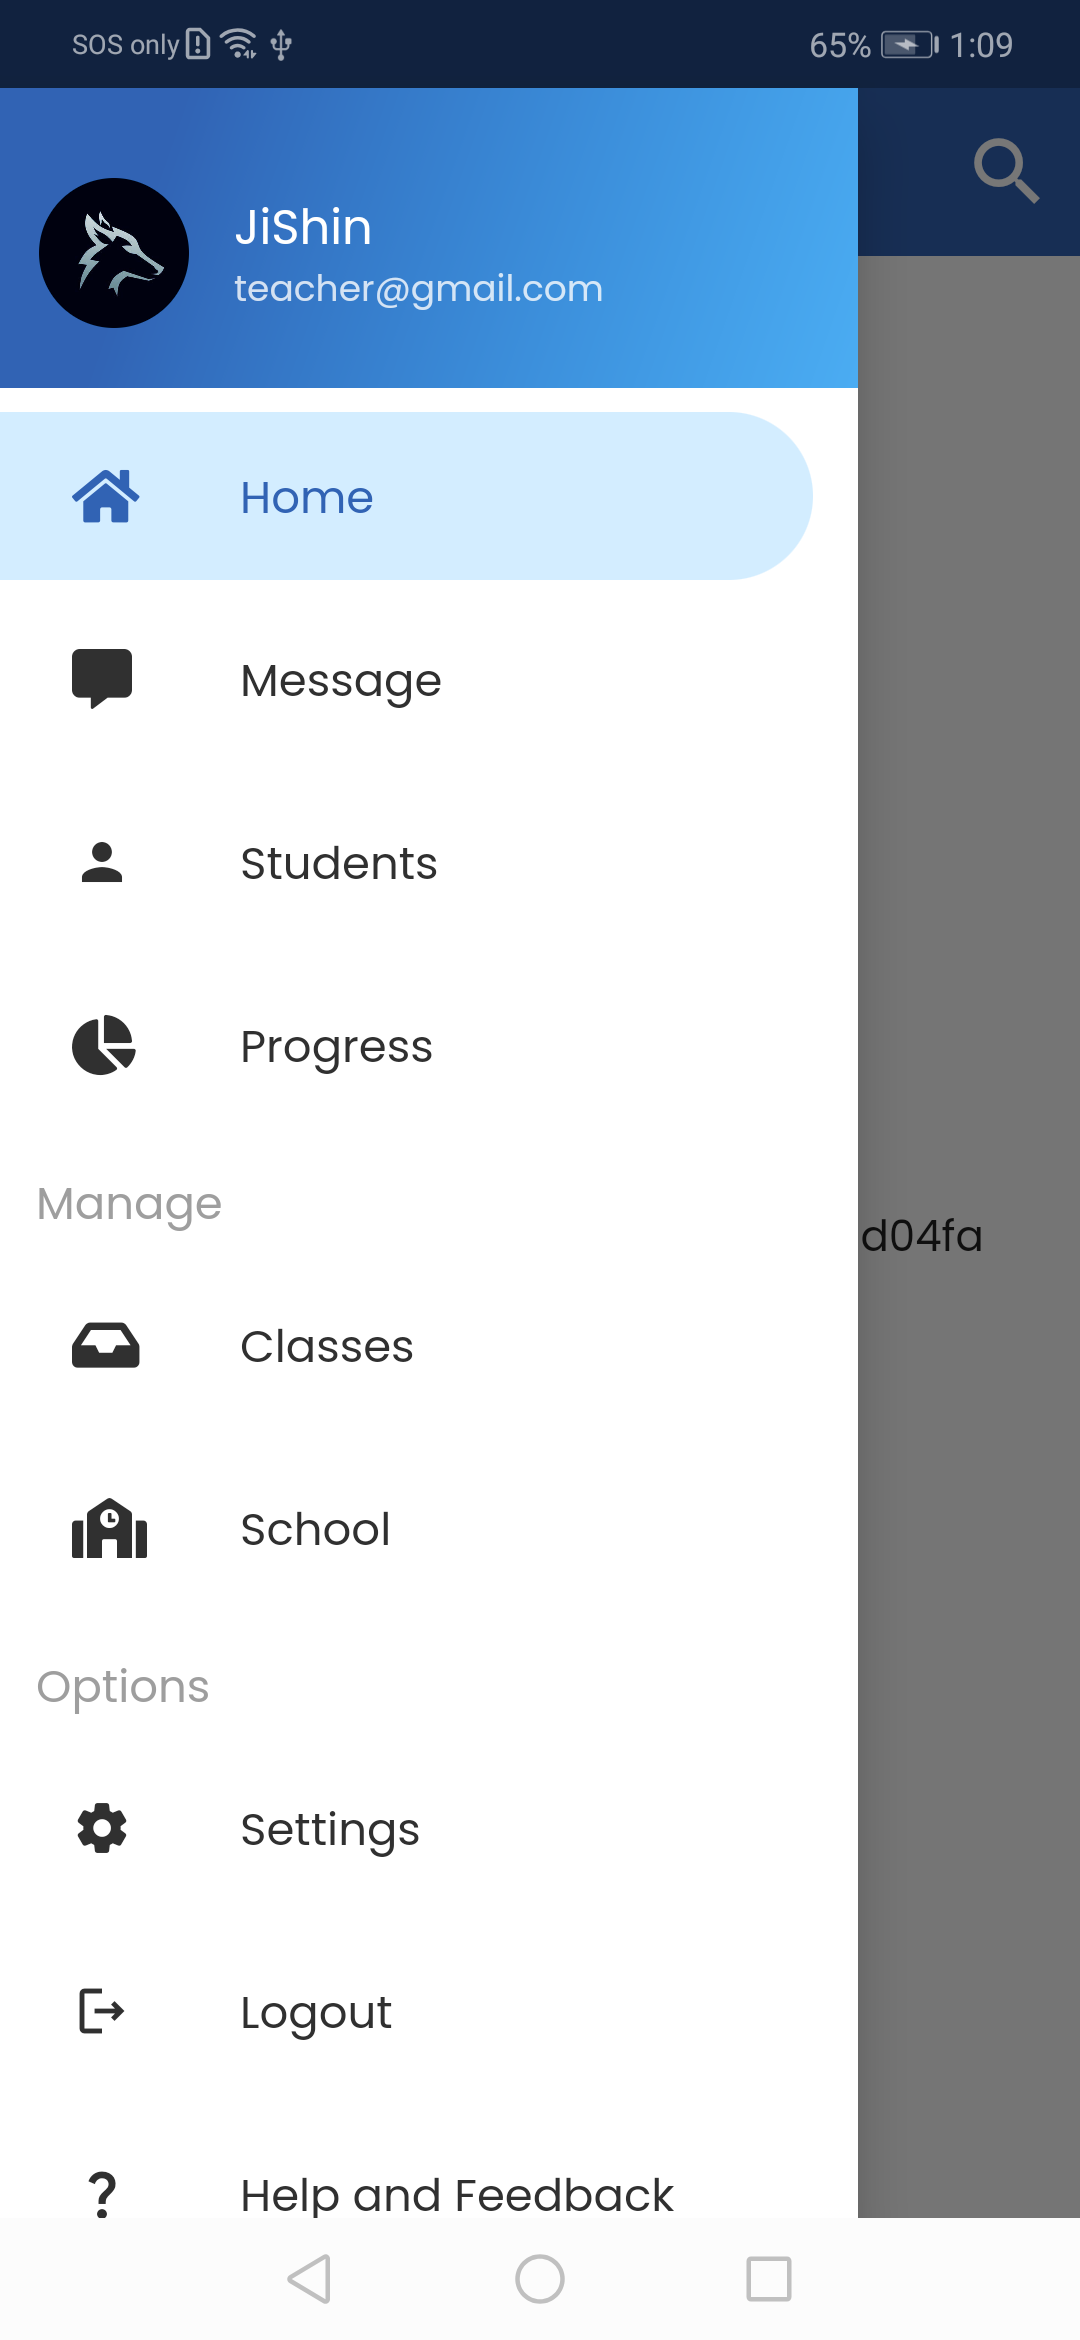 SOS only
65% 1:09
JiShin
teacher@gmail.com
Home
Message
Students
Progress
Manage
d04fa
Classes
School
Options
Settings
Logout
Help and Feedback